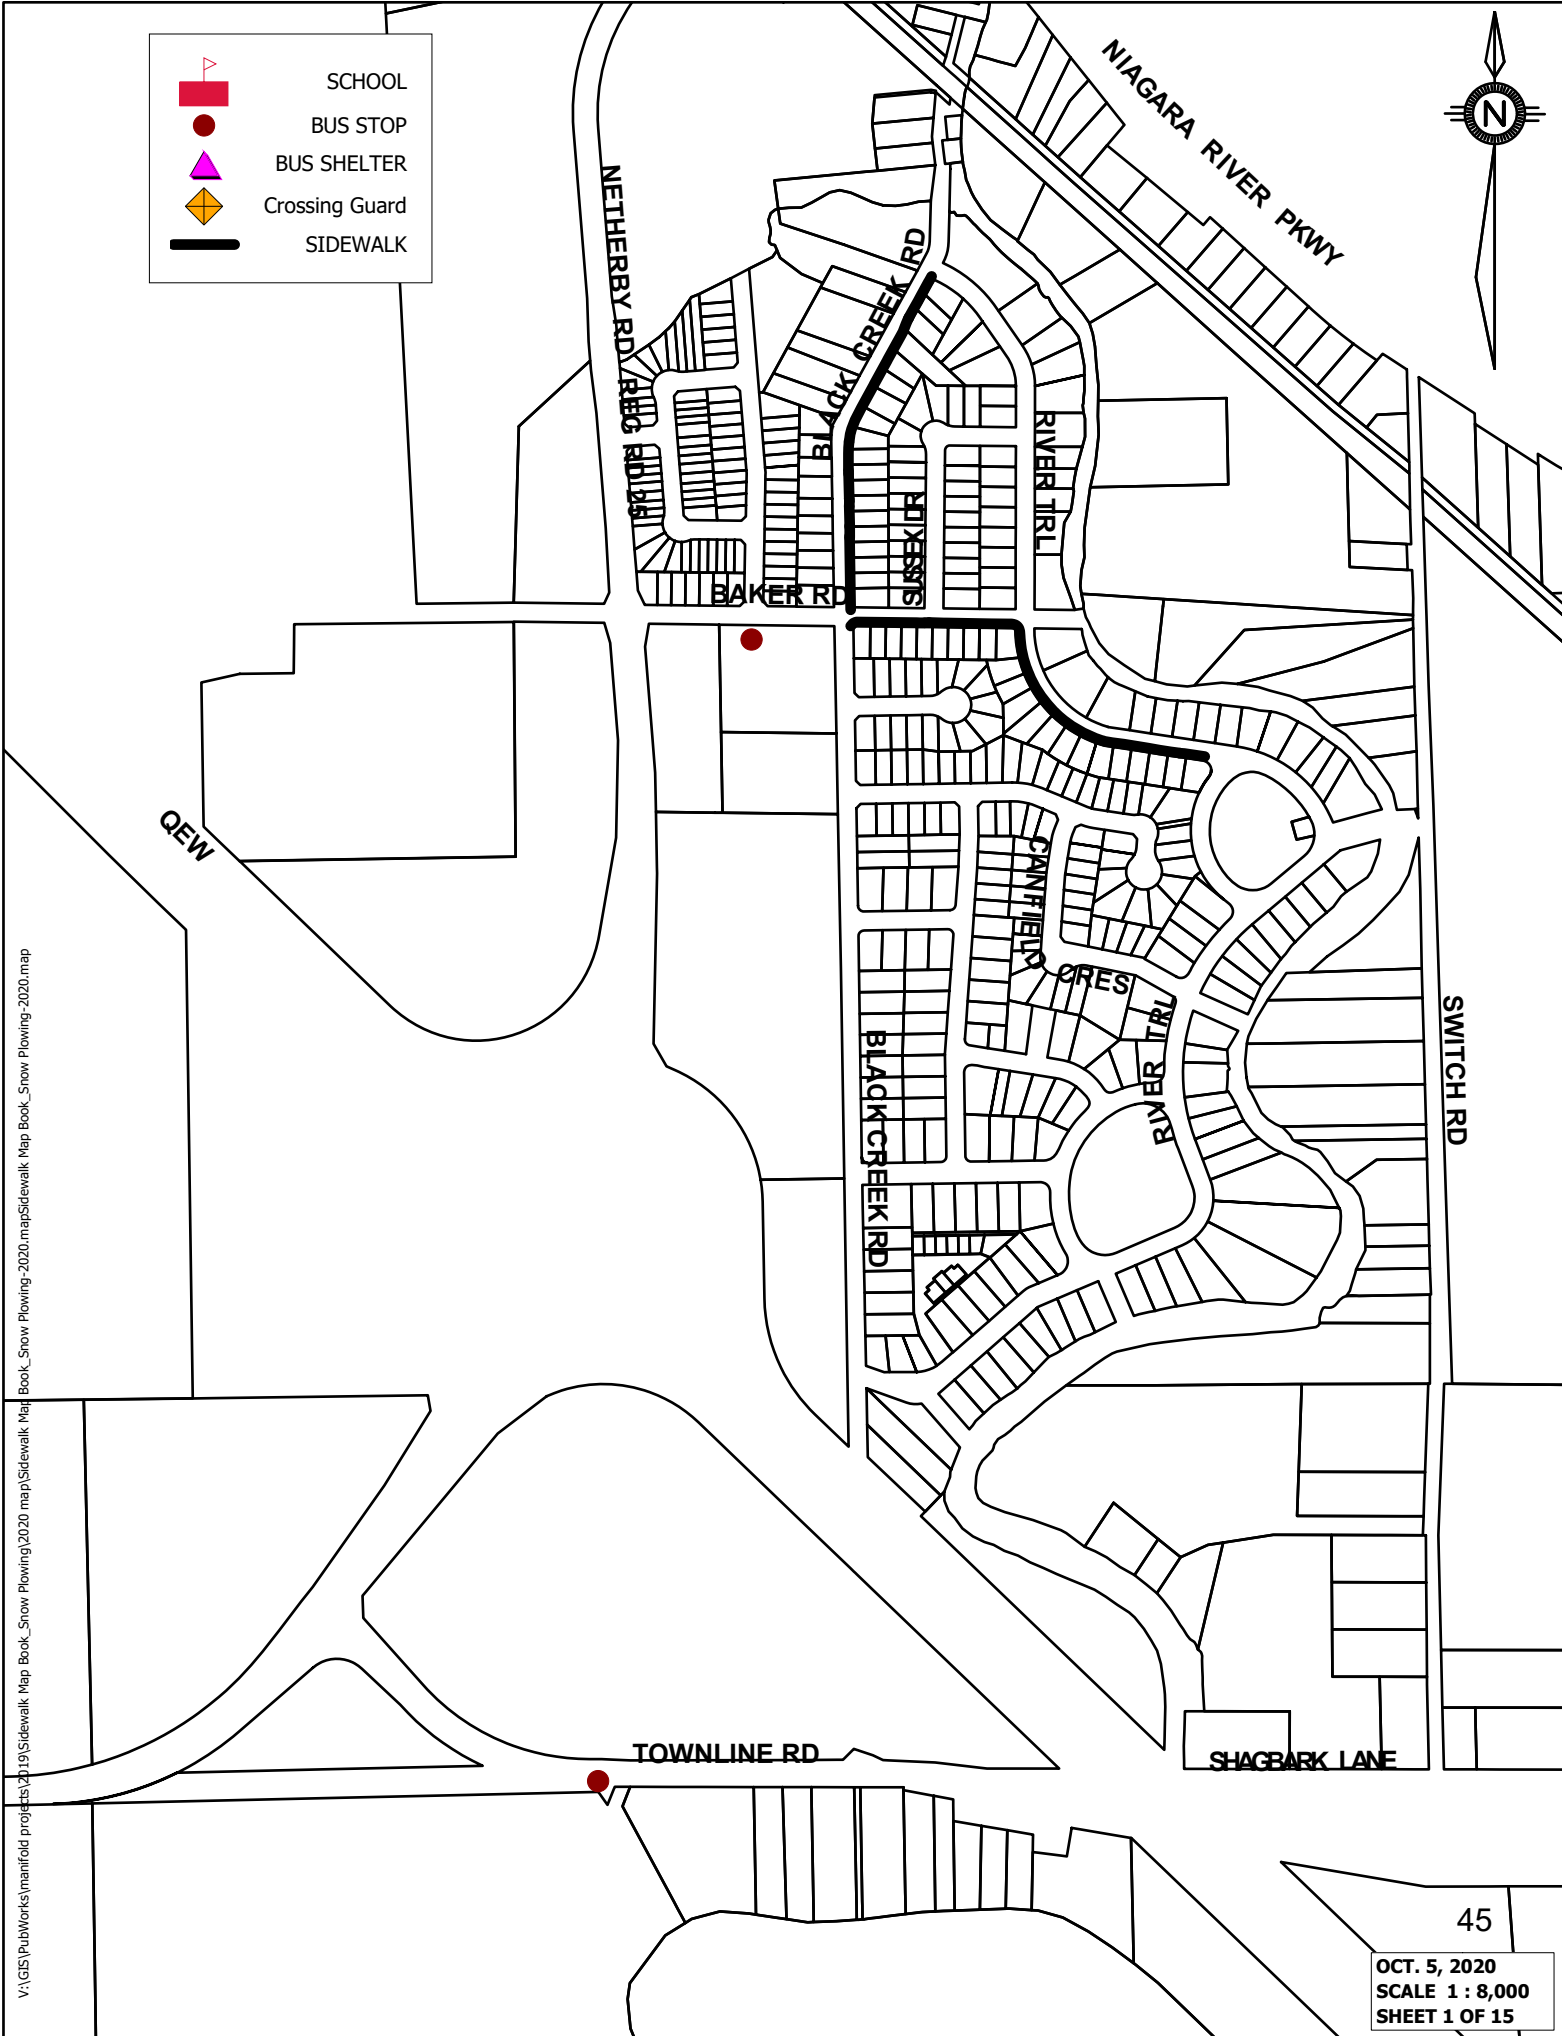 SCHOOL
BUS STOP
BUS SHELTER
Crossing Guard
SIDEWALK
N
NIAGARA RIVER PKWY
NETHERBY RD REG RD 25
BLACK CREEK RD
RIVER TRL
SUSSEX DR
BAKER RD
QEW
CANFIELD CRES
RIVER TRL
BLACK CREEK RD
SWITCH RD
TOWNLINE RD
SHAGBARK LANE
V:\GIS\PubWorks\manifold projects\2019\Sidewalk Map Book_Snow Plowing\2020 map\Sidewalk Map Book_Snow Plowing-2020.mapSidewalk Map Book_Snow Plowing-2020.map
45
OCT. 5, 2020
SCALE 1 : 8,000
SHEET 1 OF 15